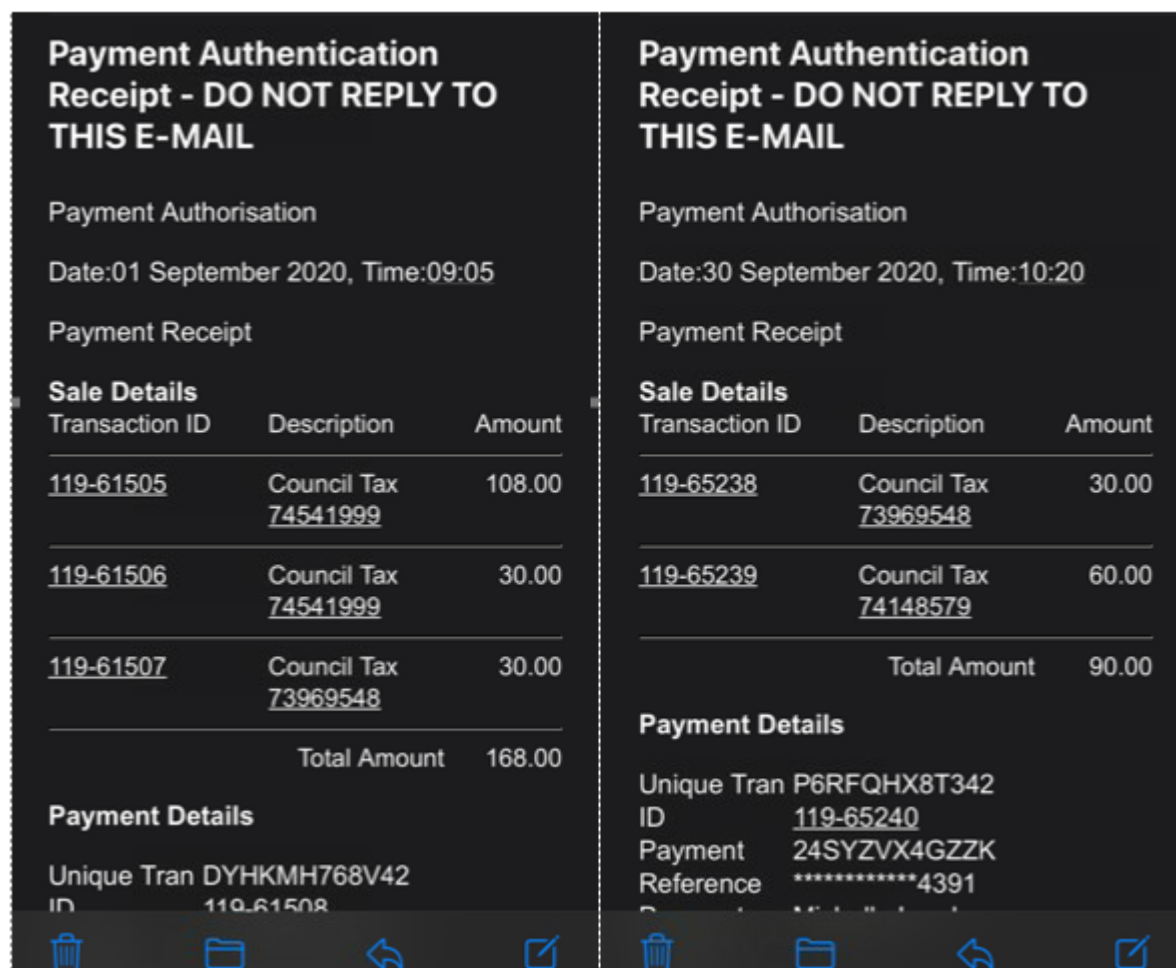 Payment Authentication
Receipt - DO NOT REPLY TO
THIS E-MAIL
Payment Authorisation
Date:01 September 2020, Time:09:05
Payment Receipt
Sale Details
Transaction ID Description Amount
119-61505 Council Tax 108.00
74541999
119-61506 Council Tax 30.00
74541999
119-61507 Council Tax 30.00
73969548
Total Amount 168.00
Payment Details
Unique Tran DYHKMH768V42
ID 119-61508
Payment Authentication
Receipt - DO NOT REPLY TO
THIS E-MAIL
Payment Authorisation
Date:30 September 2020, Time:10:20
Payment Receipt
Sale Details
Transaction ID Description Amount
119-65238 Council Tax 30.00
73969548
119-65239 Council Tax 60.00
74148579
Total Amount 90.00
Payment Details
Unique Tran P6RFQHX8T342
ID 119-65240
Payment 24SYZVX4GZZK
Reference ************4391